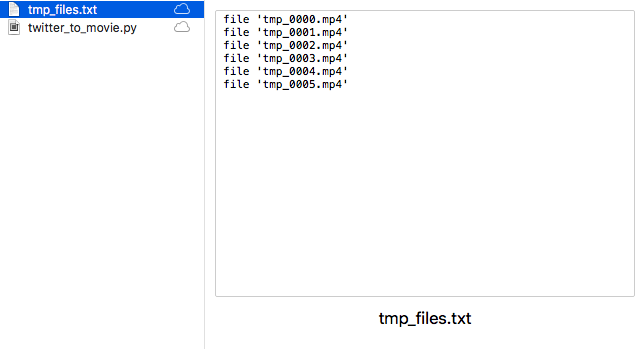 tmp_files.txt
twitter_to_movie.py
file 'tmp_0000.mp4'
file 'tmp_0001.mp4'
file 'tmp_0002.mp4'
file 'tmp_0003.mp4'
file 'tmp_0004.mp4'
file 'tmp_0005.mp4'
tmp_files.txt